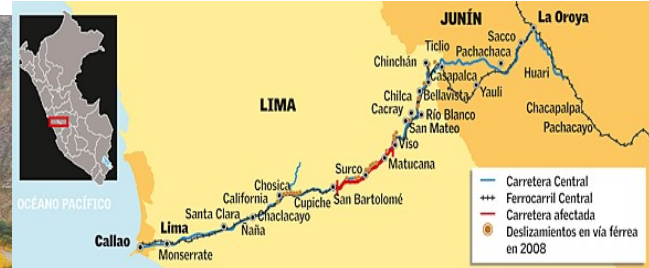 JUNÍN
La Oroya
Ticlio
Sacco
Pachachaca
Chinchán
Casapalca
Huari
Yauli
Bellavista
Chilca
Río Blanco
Cacray
San Mateo
Chacapalpa
Pachacayo
LIMA
Viso
Matucana
Surco
San Bartolomé
Cupiche
Chosica
California
Chaclacayo
Ñaña
Santa Clara
Lima
Monserrate
Callao
OCÉANO PACÍFICO
Carretera Central
Ferrocarril Central
Carretera afectada
Deslizamientos en vía férrea
en 2008